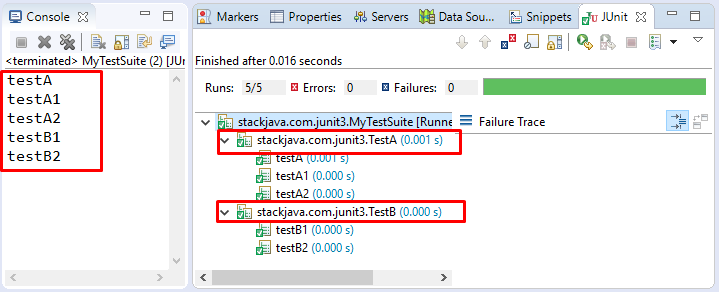 Console
<terminated> MyTestSuite (2) [JUn
testA
testA1
testA2
testB1
testB2
Markers Properties Servers Data Sou... Snippets JUnit
Finished after 0.016 seconds
Runs: 5/5 Errors: 0 Failures: 0
stackjava.com.junit3.MyTestSuite [Runne
Failure Trace
stackjava.com.junit3.TestA (0.001 s)
testA (0.001 s)
testA1 (0.000 s)
testA2 (0.000 s)
stackjava.com.junit3.TestB (0.000 s)
testB1 (0.000 s)
testB2 (0.000 s)